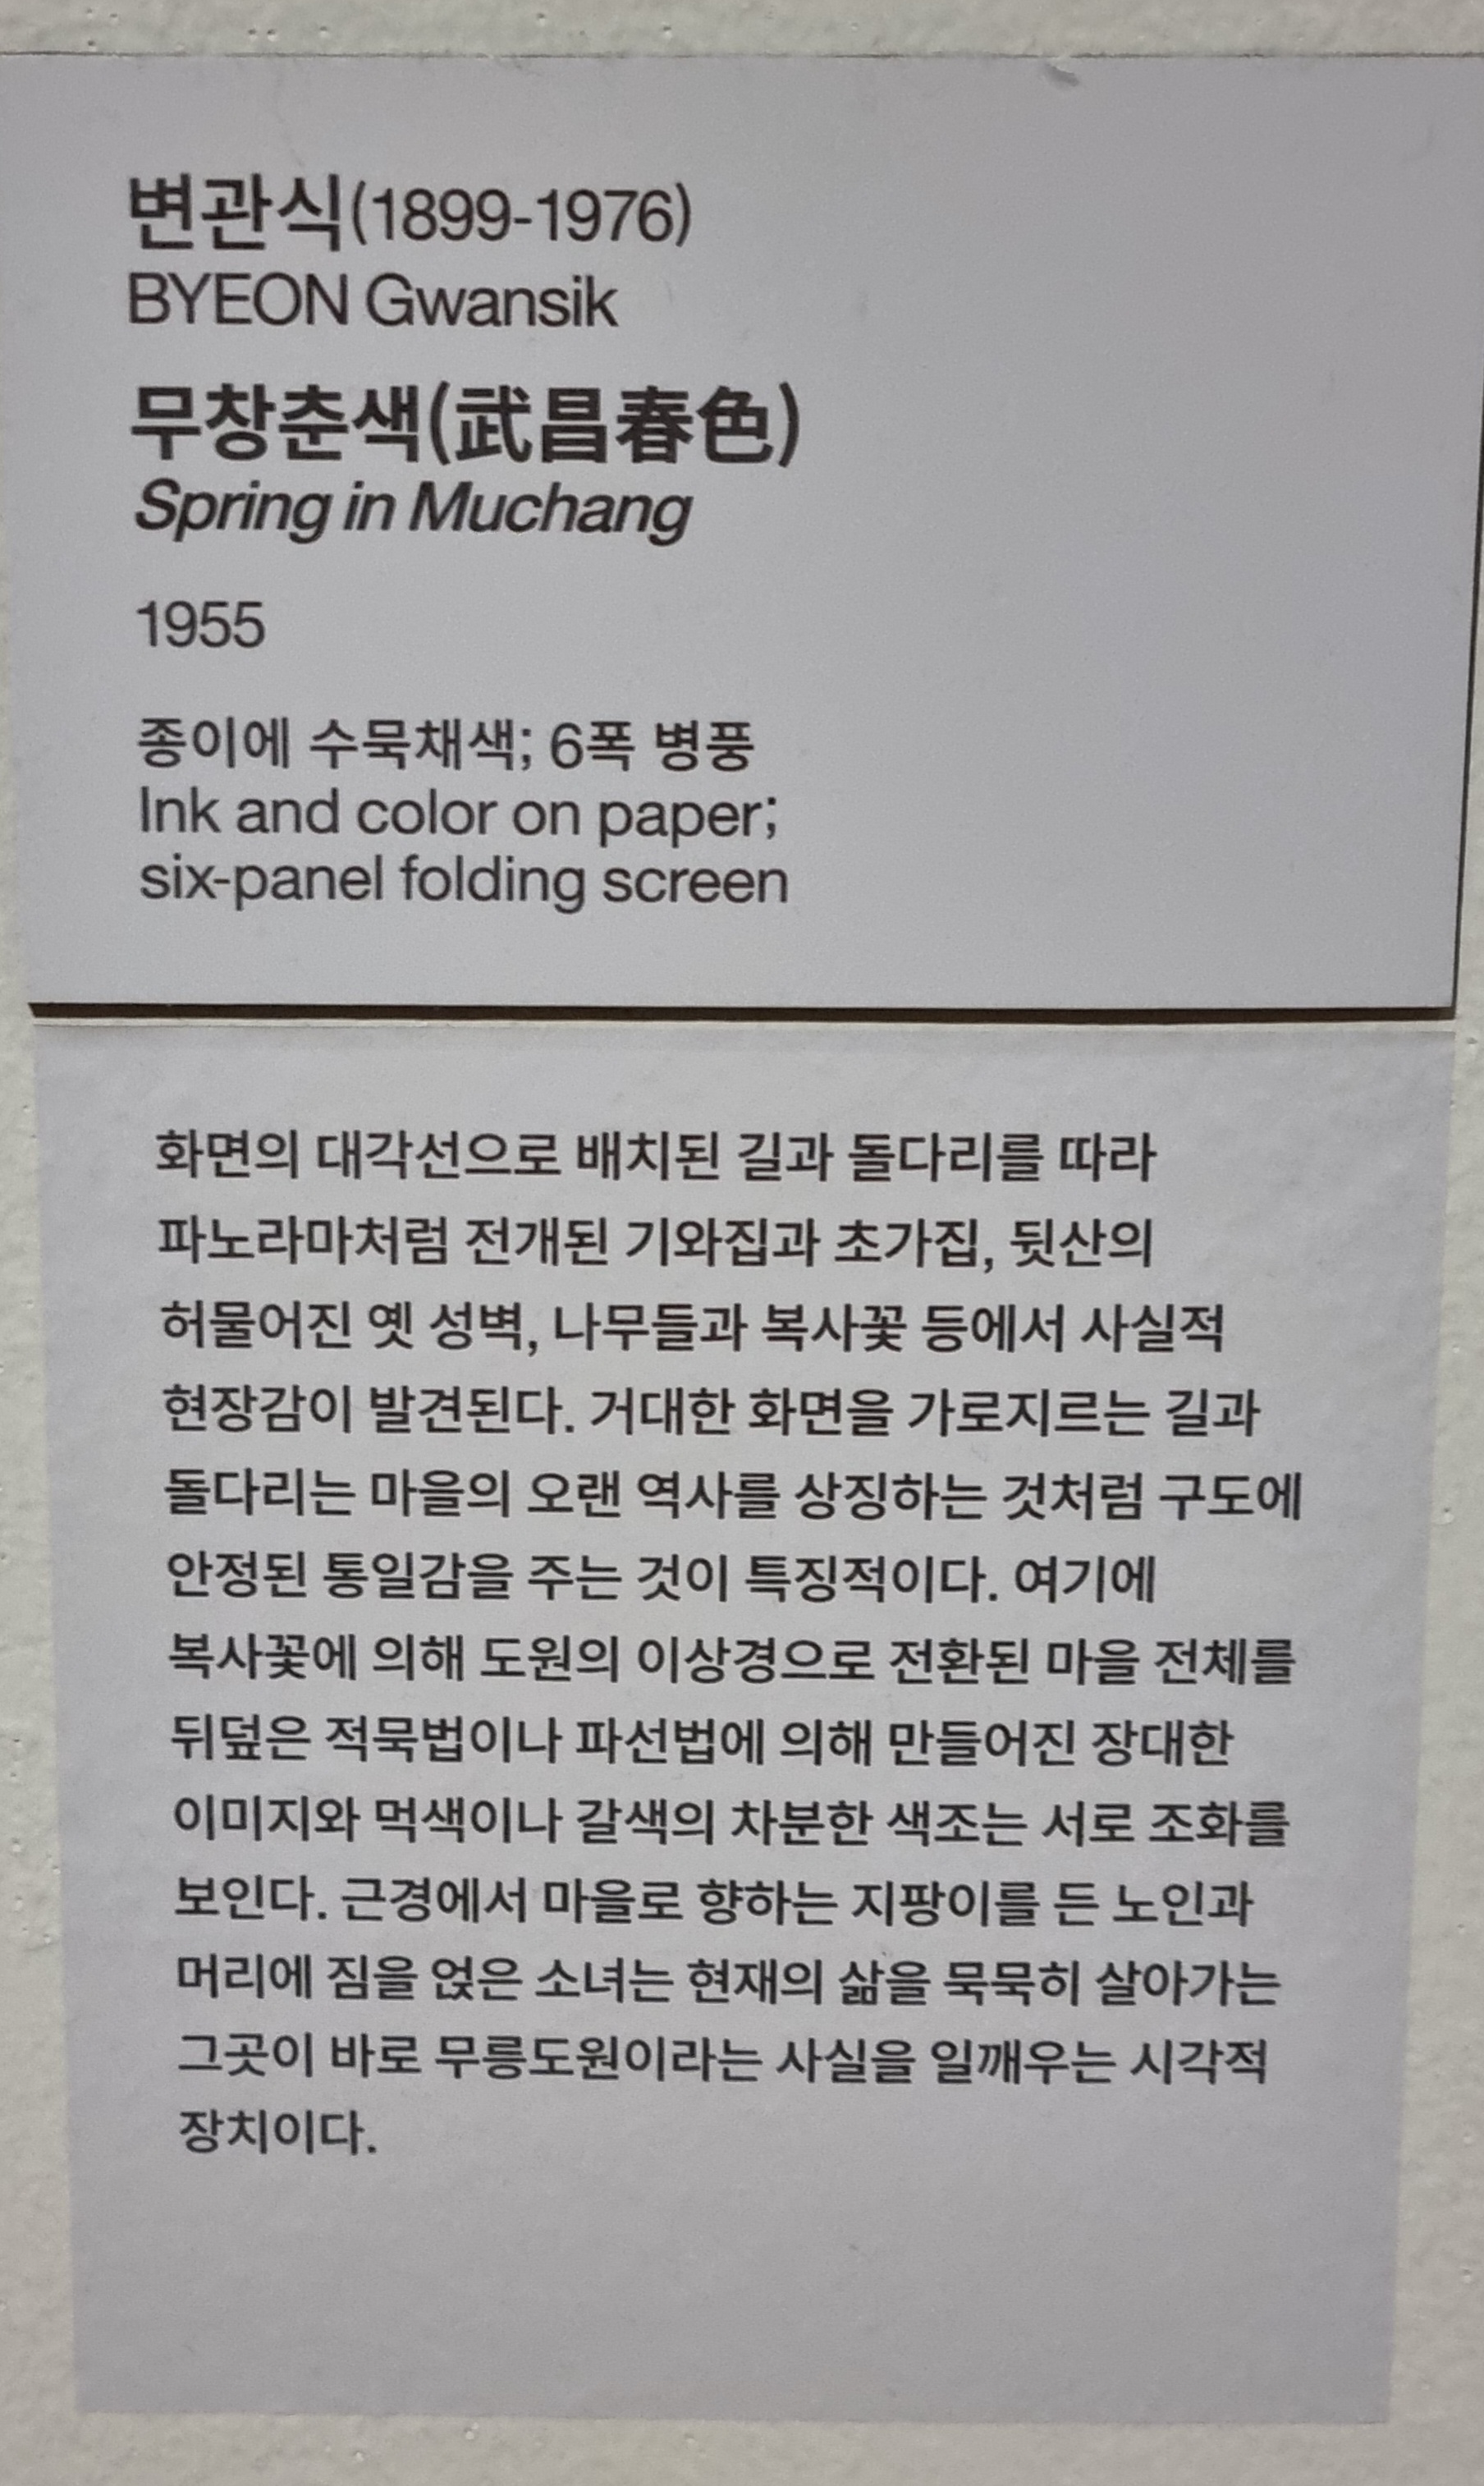 변관식(1899-1976)
BYEON Gwansik
무창춘색(武昌春色)
Spring in Muchang
1955
종이에 수묵채색; 6폭 병풍
Ink and color on paper;
six-panel folding screen
화면의 대각선으로 배치된 길과 돌다리를 따라
파노라마처럼 전개된 기와집과 초가집, 뒷산의
허물어진 옛 성벽, 나무들과 복사꽃 등에서 사실적
현장감이 발견된다. 거대한 화면을 가로지르는 길과
돌다리는 마을의 오랜 역사를 상징하는 것처럼 구도에
안정된 통일감을 주는 것이 특징적이다. 여기에
복사꽃에 의해 도원의 이상경으로 전환된 마을 전체를
뒤덮은 적묵법이나 파선법에 의해 만들어진 장대한
이미지와 먹색이나 갈색의 차분한 색조는 서로 조화를
보인다. 근경에서 마을로 향하는 지팡이를 든 노인과
머리에 짐을 얹은 소녀는 현재의 삶을 묵묵히 살아가는
그곳이 바로 무릉도원이라는 사실을 일깨우는 시각적
장치이다.